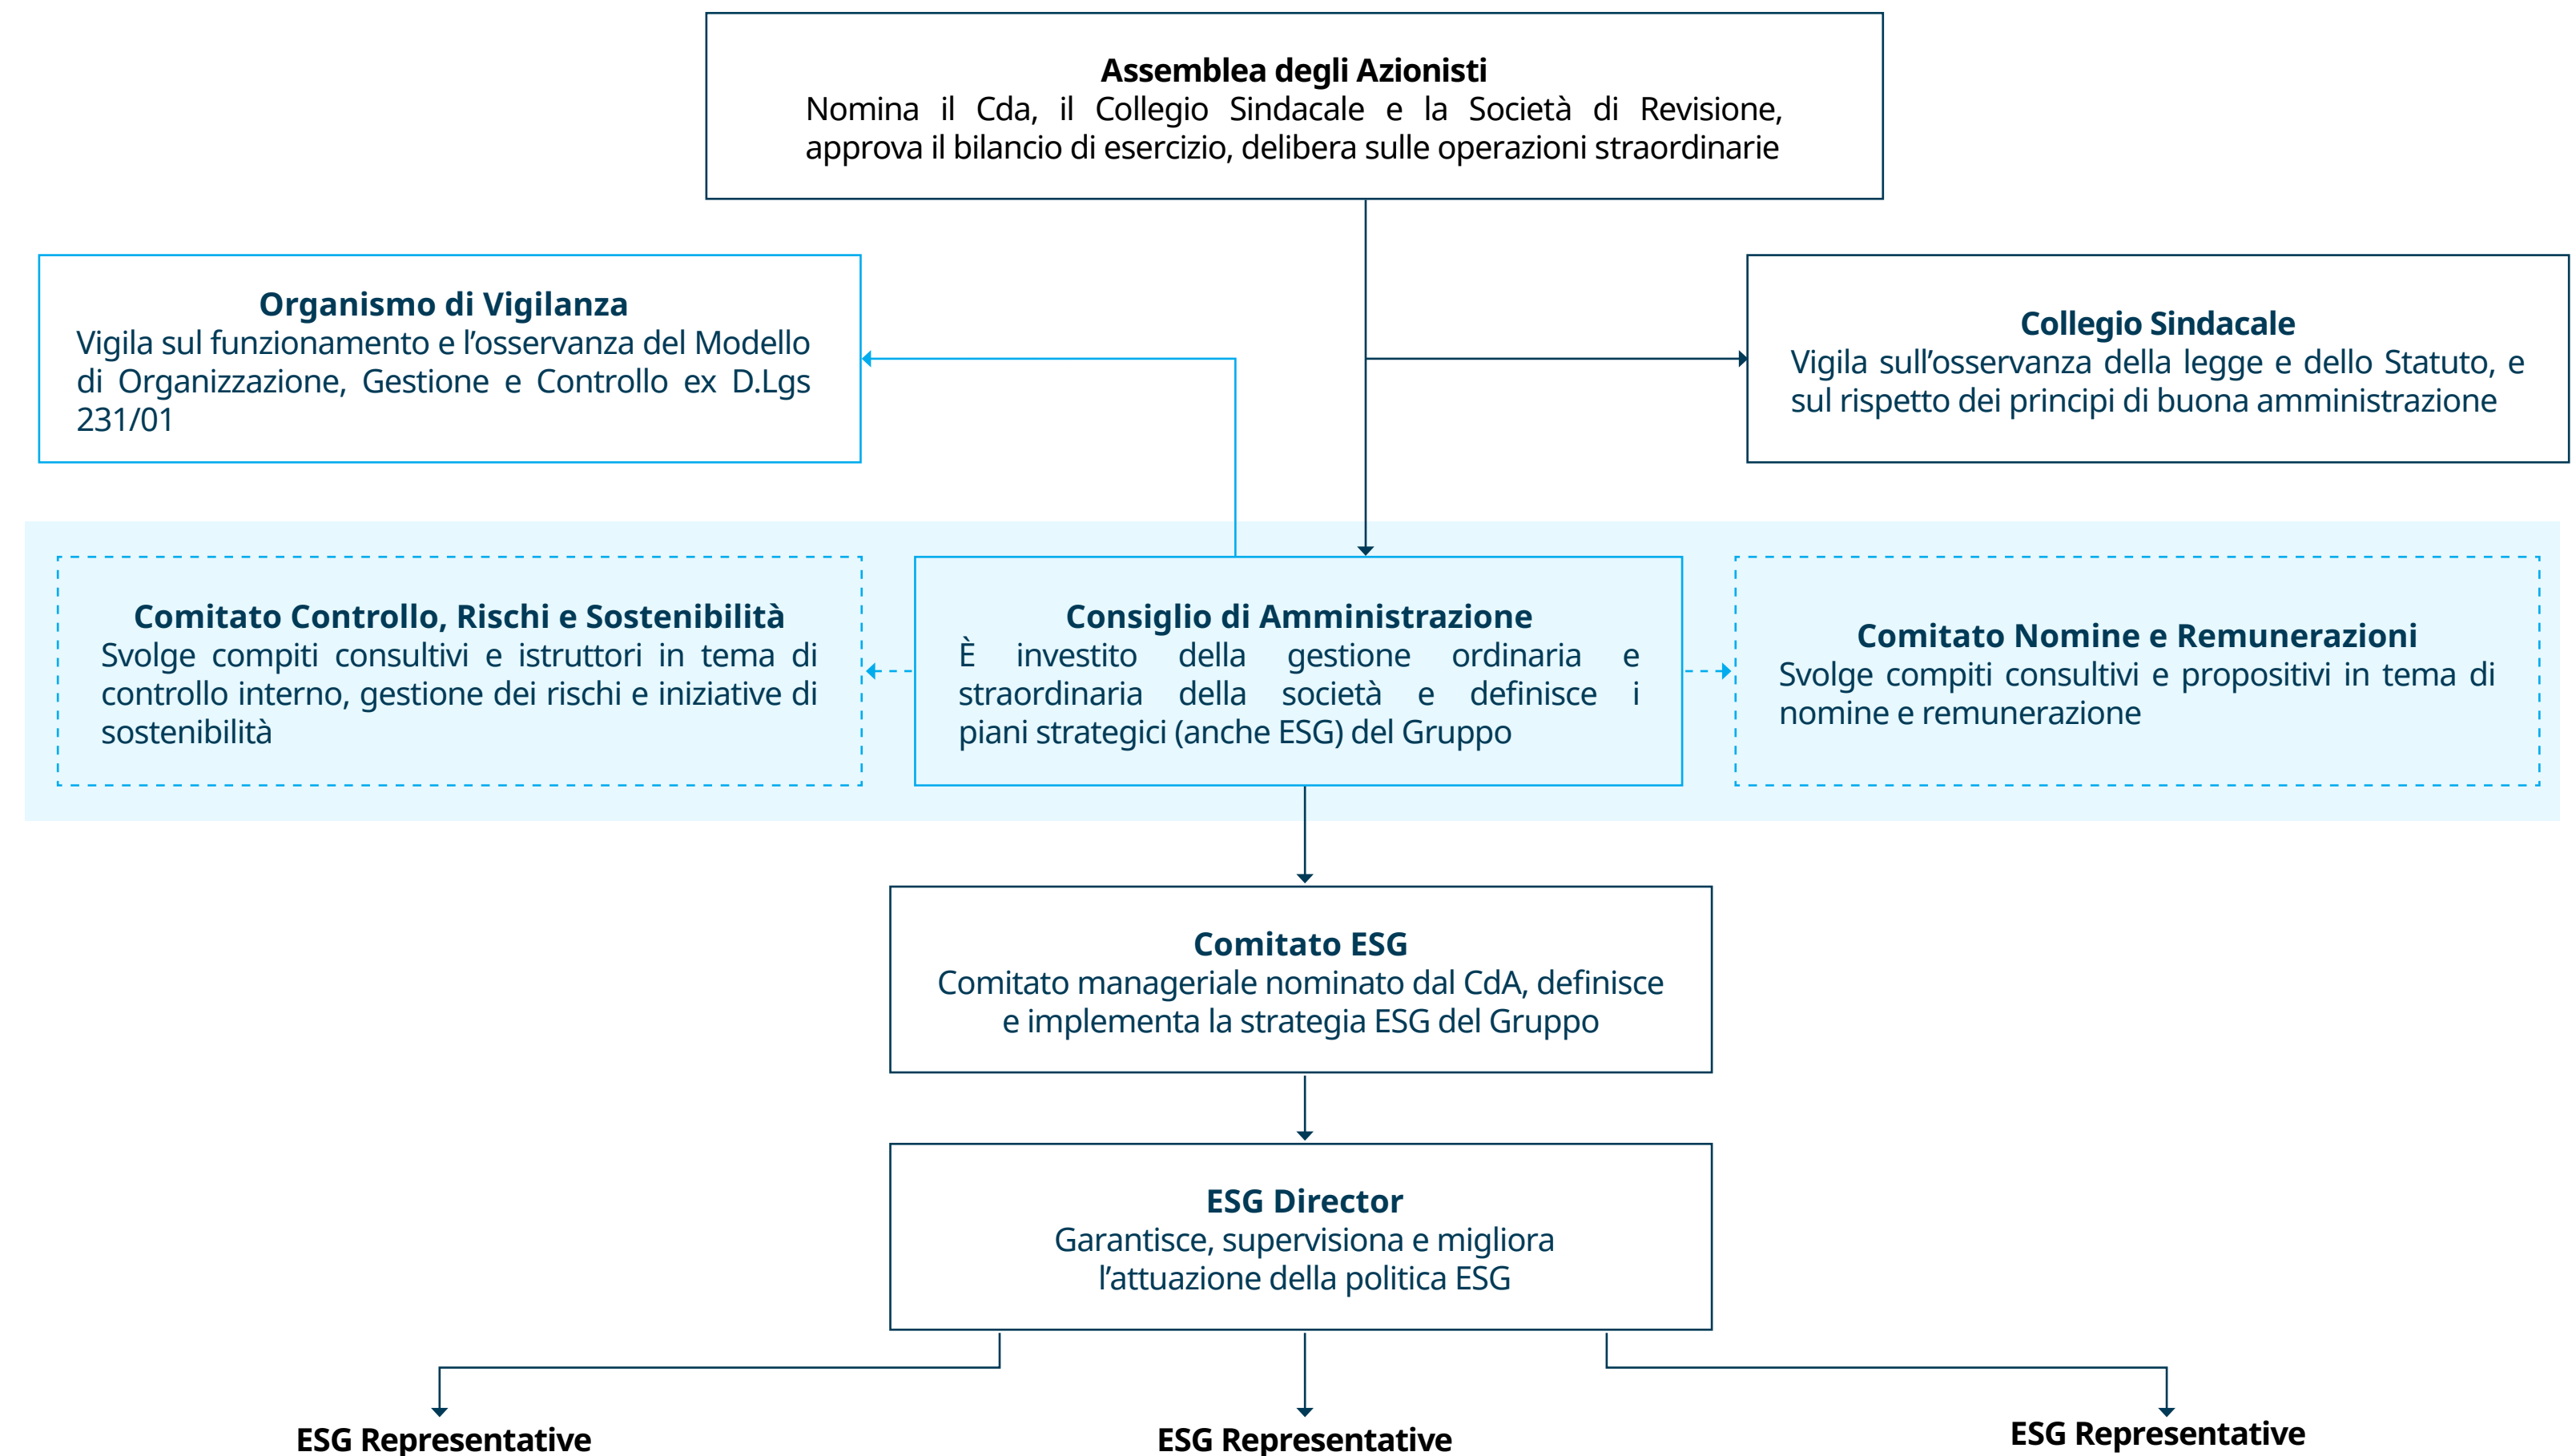 Assemblea degli Azionisti
Nomina il Cda, il Collegio Sindacale e la Società di Revisione,
approva il bilancio di esercizio, delibera sulle operazioni straordinarie
Organismo di Vigilanza
Vigila sul funzionamento e l’osservanza del Modello
di Organizzazione, Gestione e Controllo ex D.Lgs
231/01
Collegio Sindacale
Vigila sull’osservanza della legge e dello Statuto, e
sul rispetto dei principi di buona amministrazione
Comitato Controllo, Rischi e Sostenibilità
Svolge compiti consultivi e istruttori in tema di
controllo interno, gestione dei rischi e iniziative di
sostenibilità
Consiglio di Amministrazione
È investito della gestione ordinaria e
straordinaria della società e definisce i
piani strategici (anche ESG) del Gruppo
Comitato Nomine e Remunerazioni
Svolge compiti consultivi e propositivi in tema di
nomine e remunerazione
Comitato ESG
Comitato manageriale nominato dal CdA, definisce
e implementa la strategia ESG del Gruppo
ESG Director
Garantisce, supervisiona e migliora
l’attuazione della politica ESG
ESG Representative
ESG Representative
ESG Representative